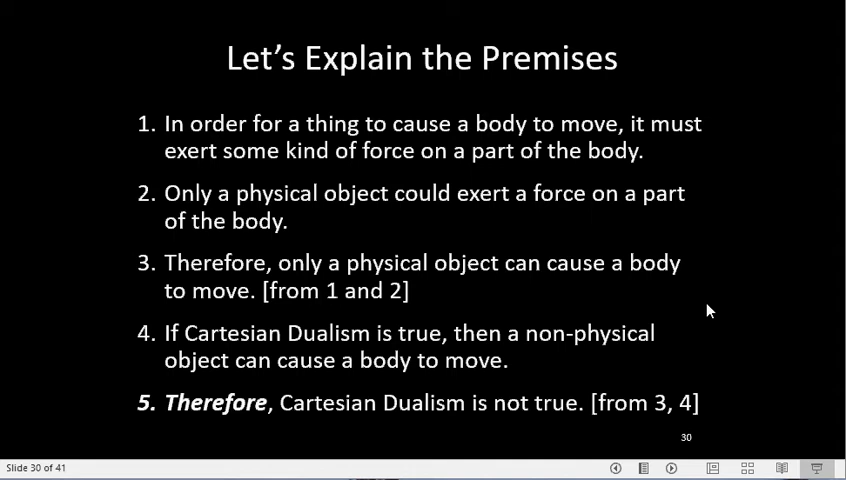 Let's Explain the Premises
1. In order for a thing to cause a body to move, it must
exert some kind of force on a part of the body.
2. Only a physical object could exert a force on a part
of the body.
3. Therefore, only a physical object can cause a body
to move. [from 1 and 2]
4. If Cartesian Dualism is true, then a non-physical
object can cause a body to move.
5. Therefore, Cartesian Dualism is not true. [from 3, 4]
30
Slide 30 of 41